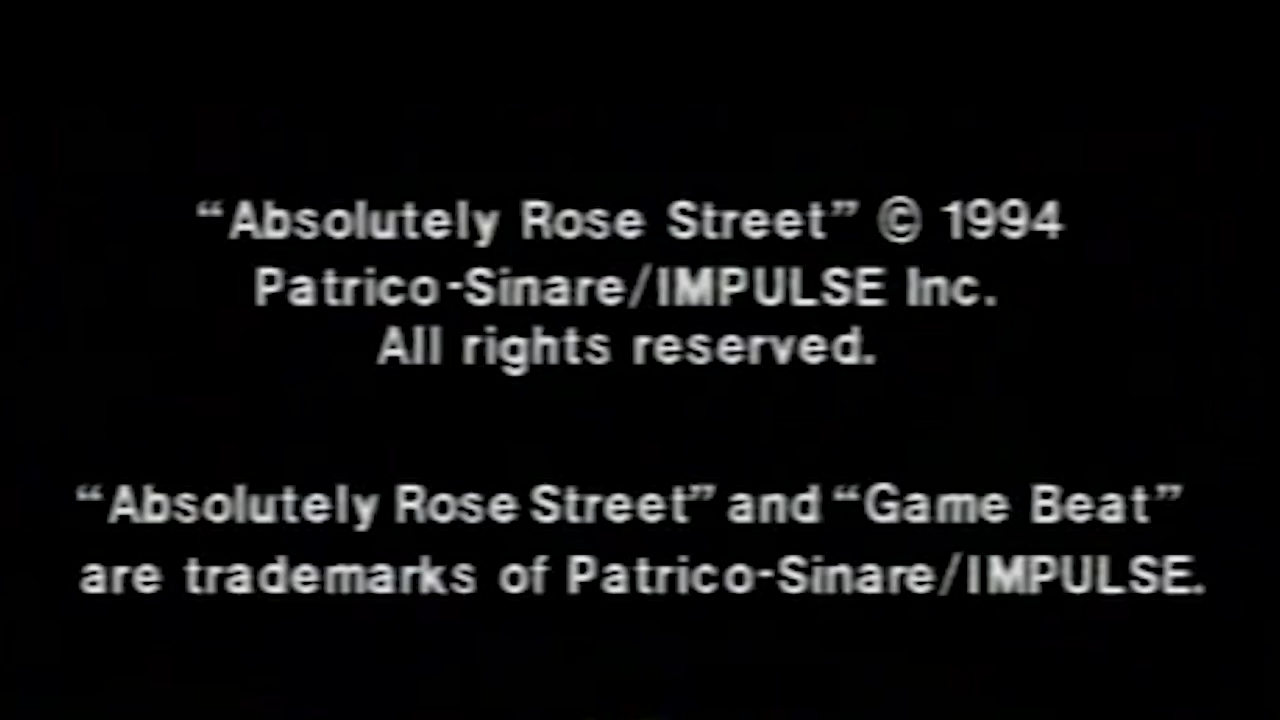 “Absolutely Rose Street” © 1994
Patrico-Sinare/IMPULSE Inc.
All rights reserved.
“Absolutely Rose Street” and “Game Beat”
are trademarks of Patrico-Sinare/IMPULSE.